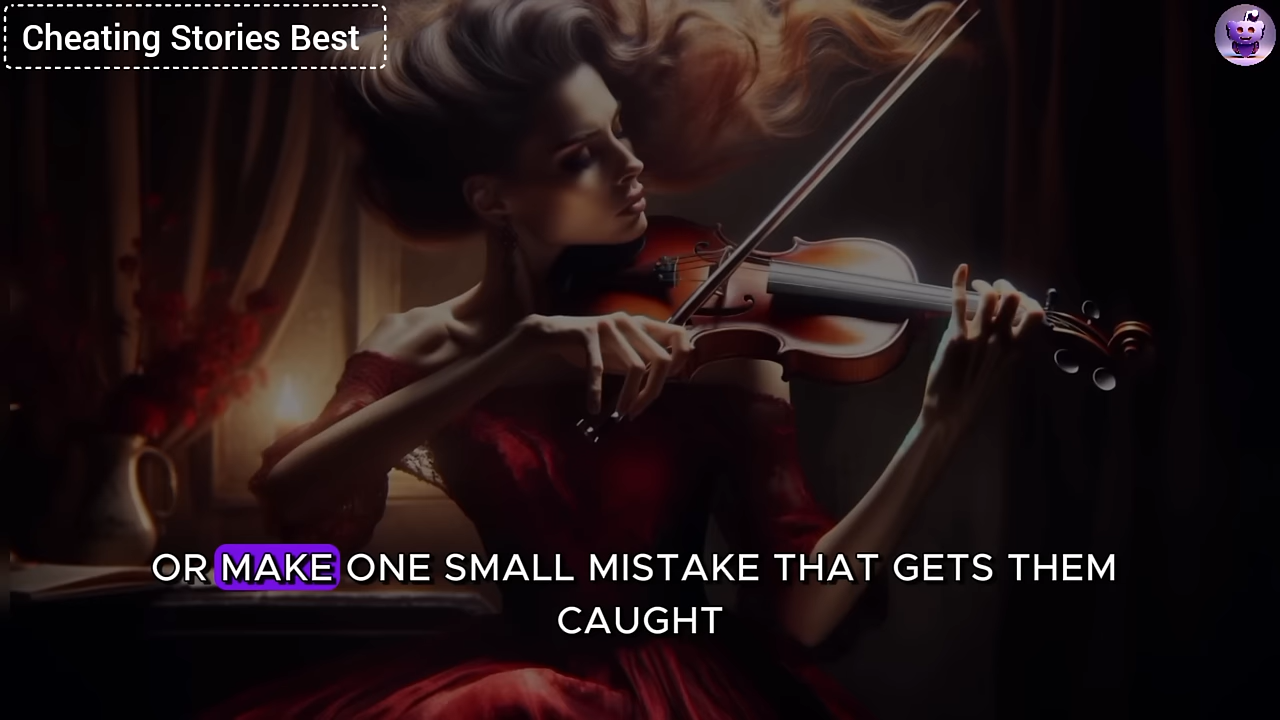 Cheating Stories Best
OR MAKE ONE SMALL MISTAKE THAT GETS THEM
CAUGHT